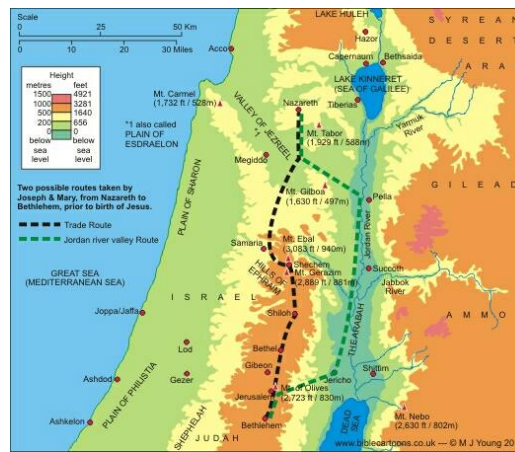 Scale
0 25 50 Km
0 10 20 30 Miles
Height
metres feet
1500 4921
1000 3281
500 1640
200 656
0 0
below below
sea sea
level level
*1 also called
PLAIN OF
ESDRAELON
Two possible routes taken by
Joseph & Mary, from Nazareth to
Bethlehem, prior to birth of Jesus.
Trade Route
Jordan river valley Route
LAKE HULEH
Hazor
SYREAN
DESERT
ARA
Acco
Capernaum
Bethsaida
LAKE KINNERET
(SEA OF GALILEE)
Mt. Carmel
(1,732 ft / 528m)
Nazareth
Tiberias
VALLEY OF JEZREEL
*1
Mt. Tabor
(1,929 ft / 588m)
Yarmuk
River
Megiddo
Mt. Gilboa
(1,630 ft / 497m)
Pella
GILEAD
PLAIN OF SHARON
Jordan River
Samaria
Mt. Ebal
(3,083 ft / 940m)
Shechem
Mt. Gerazim
(2,889 ft / 881m)
HILLS OF
EPHRAIM
Succoth
Jabbok
River
GREAT SEA
(MEDITERRANEAN SEA)
ISRAEL
THE ARABAH
AMMO
Joppa/Jaffa
Shiloh
Lod
Bethel
Gibeon
Gezer
Jericho
Shittim
Ashdod
PLAIN OF PHILISTIA
Mt. of Olives
(2,723 ft / 830m)
Jerusalem
Ashkelon
SHEPHELAH
JUDAH
Bethlehem
DEAD
SEA
Mt. Nebo
(2,630 ft / 802m)
www.biblecartoons.co.uk — © M J Young 20